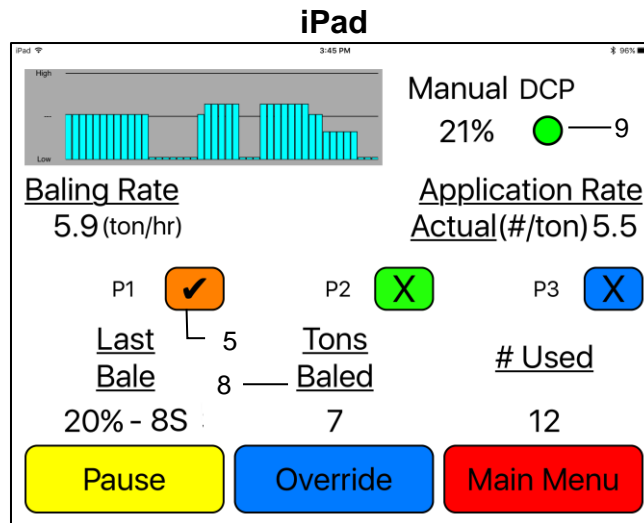 iPad
iPad 3:45 PM 96%
High
Low
Manual DCP
21% 9
Baling Rate
5.9 (ton/hr)
Application Rate
Actual(#/ton) 5.5
P1 ✔ P2 X P3 X
5
Last Bale
Tons Baled
# Used
8
20% - 8S 7 12
Pause Override Main Menu